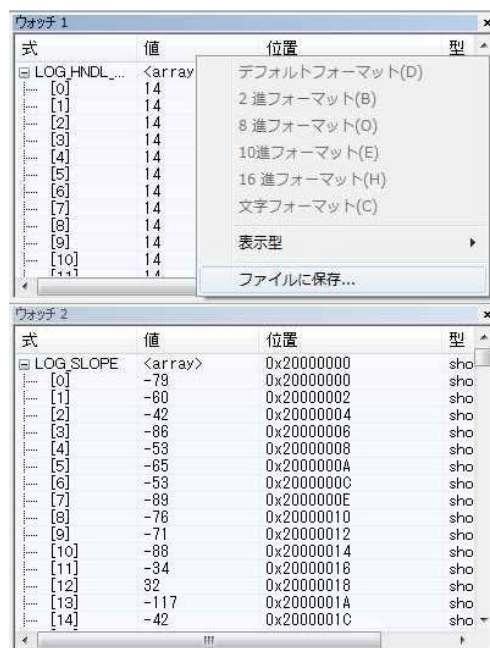 ウォッチ 1
式 値 位置 型
LOG_HNDL_... <array
[0] 14
[1] 14
[2] 14
[3] 14
[4] 14
[5] 14
[6] 14
[7] 14
[8] 14
[9] 14
[10] 14
[11] 14
デフォルトフォーマット(D)
2 進フォーマット(B)
8 進フォーマット(O)
10進フォーマット(E)
16 進フォーマット(H)
文字フォーマット(C)
表示型
ファイルに保存...
ウォッチ 2
式 値 位置 型
LOG_SLOPE <array> 0x20000000 sho
[0] -79 0x20000000 sho
[1] -60 0x20000002 sho
[2] -42 0x20000004 sho
[3] -86 0x20000006 sho
[4] -53 0x20000008 sho
[5] -65 0x2000000A sho
[6] -53 0x2000000C sho
[7] -89 0x2000000E sho
[8] -76 0x20000010 sho
[9] -71 0x20000012 sho
[10] -88 0x20000014 sho
[11] -34 0x20000016 sho
[12] 32 0x20000018 sho
[13] -117 0x2000001A sho
[14] -42 0x2000001C sho